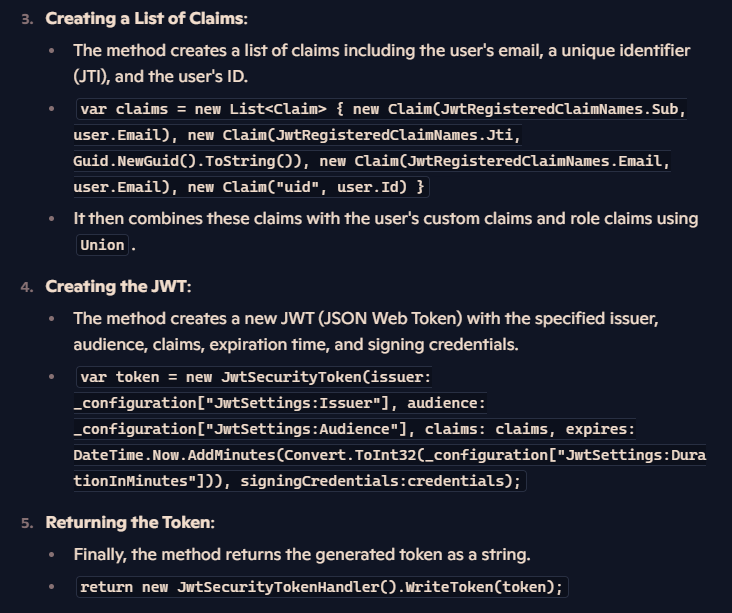 3. Creating a List of Claims:
• The method creates a list of claims including the user's email, a unique identifier
(JTI), and the user's ID.
• var claims = new List<Claim> { new Claim(JwtRegisteredClaimNames.Sub,
user.Email), new Claim(JwtRegisteredClaimNames.Jti,
Guid.NewGuid().ToString()), new Claim(JwtRegisteredClaimNames.Email,
user.Email), new Claim("uid", user.Id) }
• It then combines these claims with the user's custom claims and role claims using
Union .
4. Creating the JWT:
• The method creates a new JWT (JSON Web Token) with the specified issuer,
audience, claims, expiration time, and signing credentials.
• var token = new JwtSecurityToken(issuer:
_configuration["JwtSettings:Issuer"], audience:
_configuration["JwtSettings:Audience"], claims: claims, expires:
DateTime.Now.AddMinutes(Convert.ToInt32(_configuration["JwtSettings:Dura
tionInMinutes"])), signingCredentials:credentials);
5. Returning the Token:
• Finally, the method returns the generated token as a string.
• return new JwtSecurityTokenHandler().WriteToken(token);